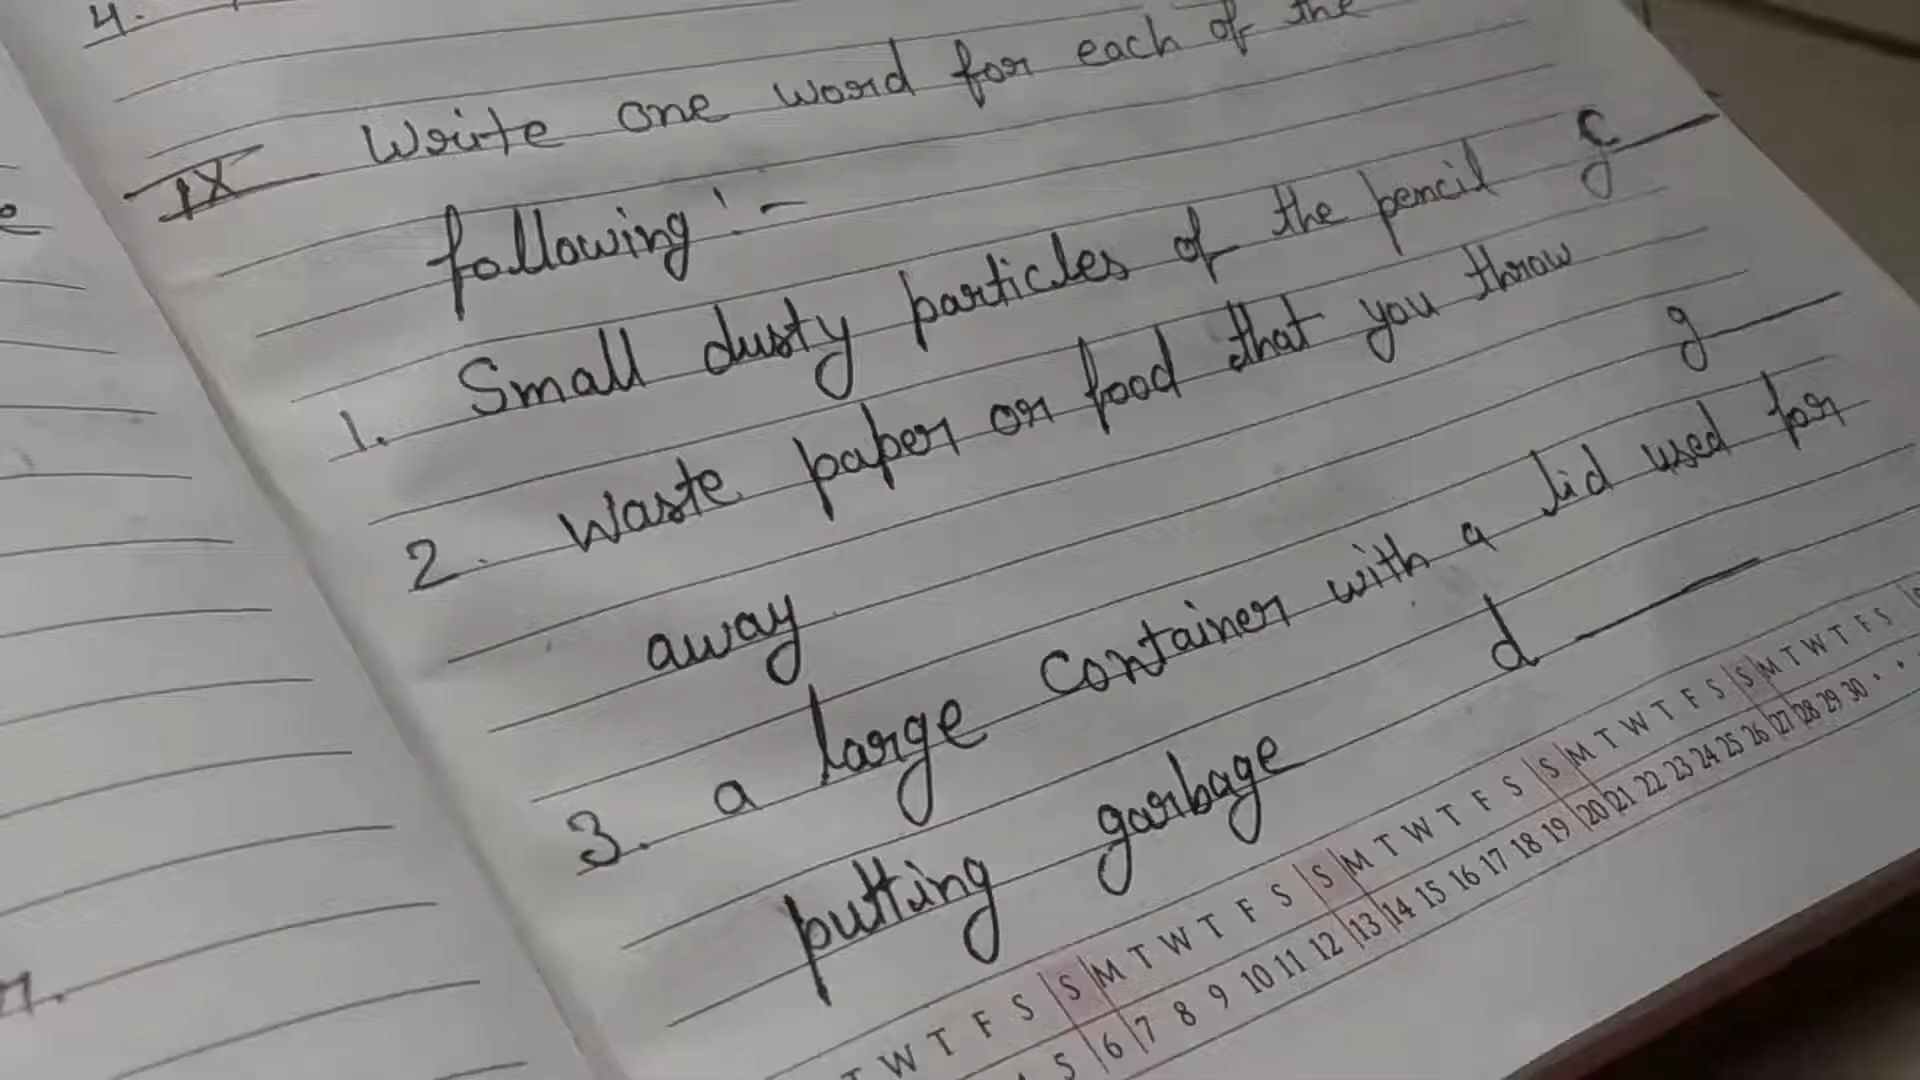 4.
IX Write one word for each of the
following :-
1. Small dusty particles of the pencil g
2. Waste paper or food that you throw
away g
3. a large container with a lid used for
putting garbage d
T W T F S S M T W T F S S M T W T F S S M T W T F S S M T W T F S
5 6 7 8 9 10 11 12 13 14 15 16 17 18 19 20 21 22 23 24 25 26 27 28 29 30